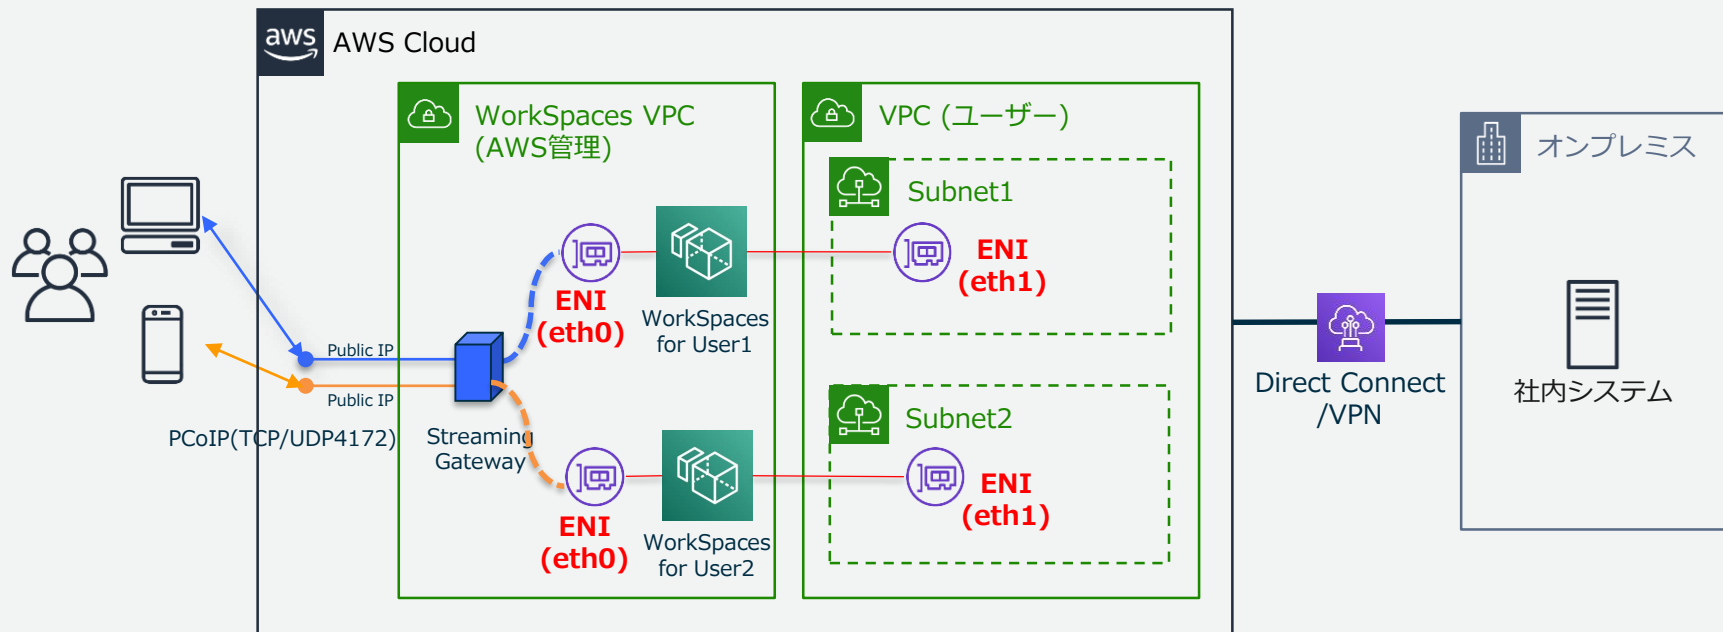 aws
AWS Cloud
WorkSpaces VPC
(AWS管理)
VPC (ユーザー)
オンプレミス
Subnet1
ENI
(eth1)
ENI
(eth0)
WorkSpaces
for User1
Public IP
Public IP
PCoIP(TCP/UDP4172)
Streaming
Gateway
Direct Connect
/VPN
社内システム
Subnet2
ENI
(eth1)
ENI
(eth0)
WorkSpaces
for User2